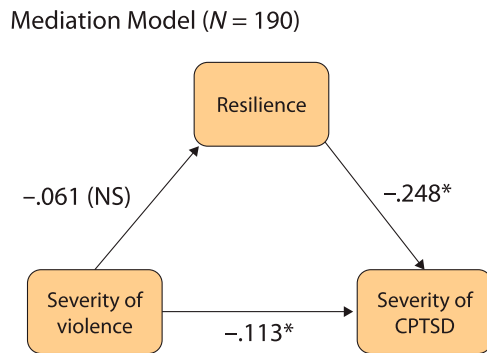 Mediation Model (N = 190)
Resilience
–.061 (NS)
–.248*
Severity of
violence
–.113*
Severity of
CPTSD